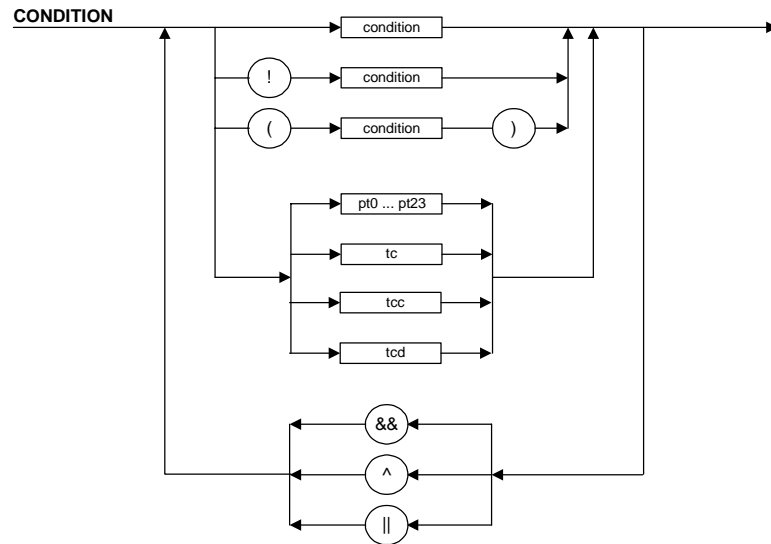 CONDITION
condition
! condition
( condition )
pt0 ... pt23
tc
tcc
tcd
&&
^
||